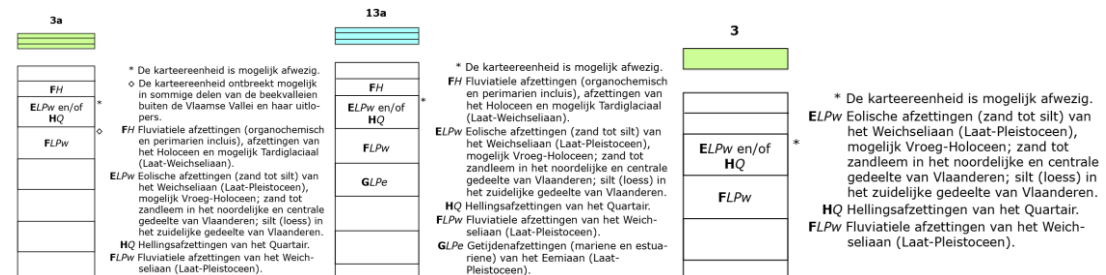 3a
FH
ELPw en/of
HQ
*
◇
FLPw
* De karteereenheid is mogelijk afwezig.
◇ De karteereenheid ontbreekt mogelijk
in sommige delen van de beekvalleien
buiten de Vlaamse Vallei en haar uitlo-
pers.
FH Fluviatiele afzettingen (organochemisch
en perimarien incluis), afzettingen van
het Holoceen en mogelijk Tardiglaciaal
(Laat-Weichseliaan).
ELPw Eolische afzettingen (zand tot silt) van
het Weichseliaan (Laat-Pleistoceen),
mogelijk Vroeg-Holoceen; zand tot
zandleem in het noordelijke en centrale
gedeelte van Vlaanderen; silt (loess) in
het zuidelijke gedeelte van Vlaanderen.
HQ Hellingsafzettingen van het Quartair.
FLPw Fluviatiele afzettingen van het Weich-
seliaan (Laat-Pleistoceen).
13a
FH
ELPw en/of
HQ
*
FLPw
GLPe
* De karteereenheid is mogelijk afwezig.
FH Fluviatiele afzettingen (organochemisch
en perimarien incluis), afzettingen van
het Holoceen en mogelijk Tardiglaciaal
(Laat-Weichseliaan).
ELPw Eolische afzettingen (zand tot silt) van
het Weichseliaan (Laat-Pleistoceen),
mogelijk Vroeg-Holoceen; zand tot
zandleem in het noordelijke en centrale
gedeelte van Vlaanderen; silt (loess) in
het zuidelijke gedeelte van Vlaanderen.
HQ Hellingsafzettingen van het Quartair.
FLPw Fluviatiele afzettingen van het Weich-
seliaan (Laat-Pleistoceen).
GLPe Getijdenafzettingen (mariene en estua-
riene) van het Eemiaan (Laat-
Pleistoceen).
3
ELPw en/of
HQ
*
FLPw
* De karteereenheid is mogelijk afwezig.
ELPw Eolische afzettingen (zand tot silt) van
het Weichseliaan (Laat-Pleistoceen),
mogelijk Vroeg-Holoceen; zand tot
zandleem in het noordelijke en centrale
gedeelte van Vlaanderen; silt (loess) in
het zuidelijke gedeelte van Vlaanderen.
HQ Hellingsafzettingen van het Quartair.
FLPw Fluviatiele afzettingen van het Weich-
seliaan (Laat-Pleistoceen).